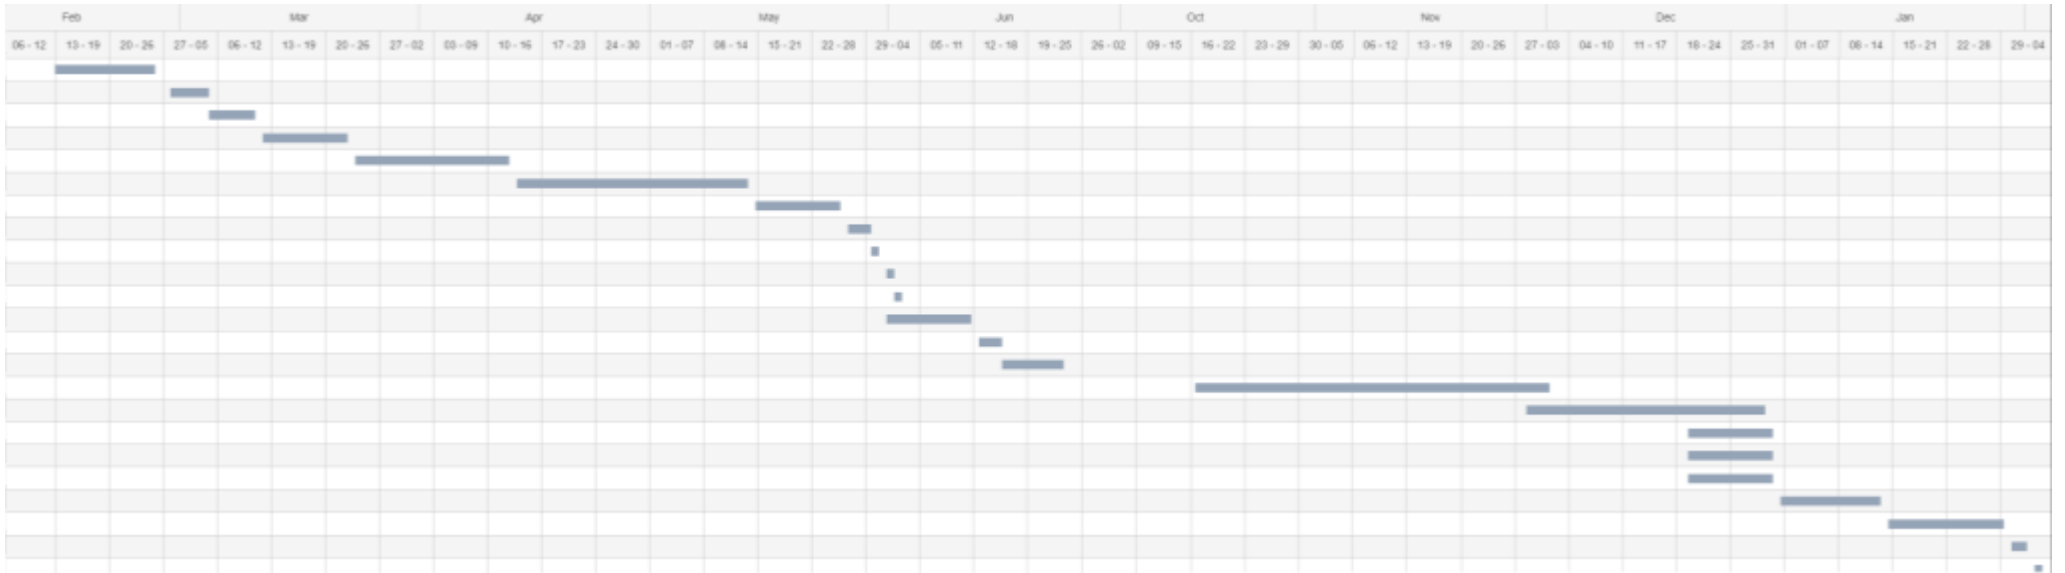 Feb Mar Apr May Jun Oct Nov Dec Jan
06 - 12 13 - 19 20 - 26 27 - 05 06 - 12 13 - 19 20 - 26 27 - 02 03 - 09 10 - 16 17 - 23 24 - 30 01 - 07 08 - 14 15 - 21 22 - 28 29 - 04 05 - 11 12 - 18 19 - 25 26 - 02 09 - 15 16 - 22 23 - 29 30 - 05 06 - 12 13 - 19 20 - 26 27 - 03 04 - 10 11 - 17 18 - 24 25 - 31 01 - 07 08 - 14 15 - 21 22 - 28 29 - 04